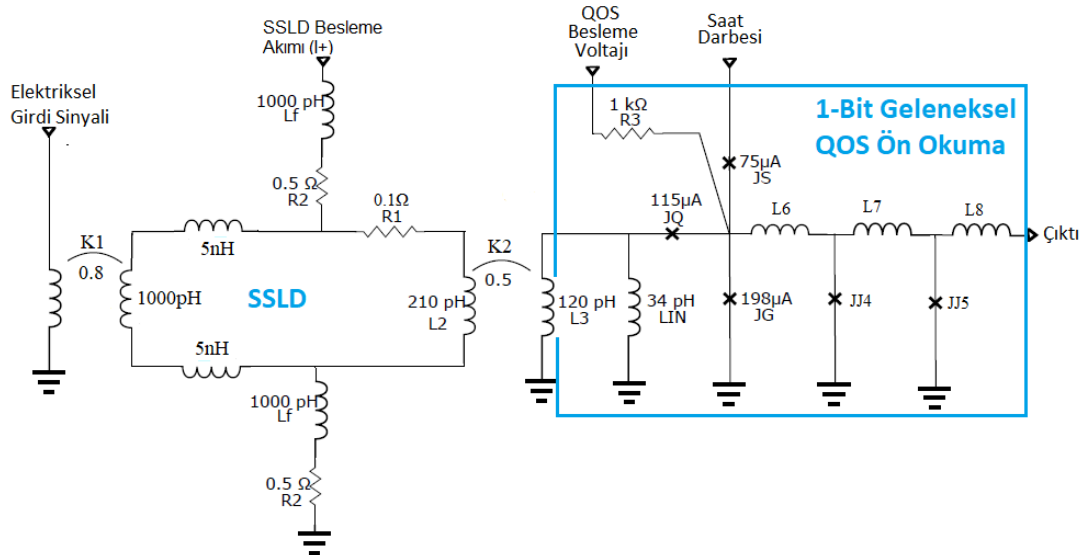 SSLD Besleme
Akımı (I+)
QOS
Besleme
Voltajı
Saat
Darbesi
Elektriksel
Girdi Sinyali
1000 pH
Lf
0.5 Ω
R2
1 kΩ
R3
1-Bit Geleneksel
QOS Ön Okuma
75µA
JS
0.1Ω
R1
115µA
JQ
L6
L7
L8
Çıktı
K1
0.8
5nH
K2
0.5
1000pH
SSLD
210 pH
L2
120 pH
L3
34 pH
LIN
198µA
JG
JJ4
JJ5
5nH
1000 pH
Lf
0.5 Ω
R2